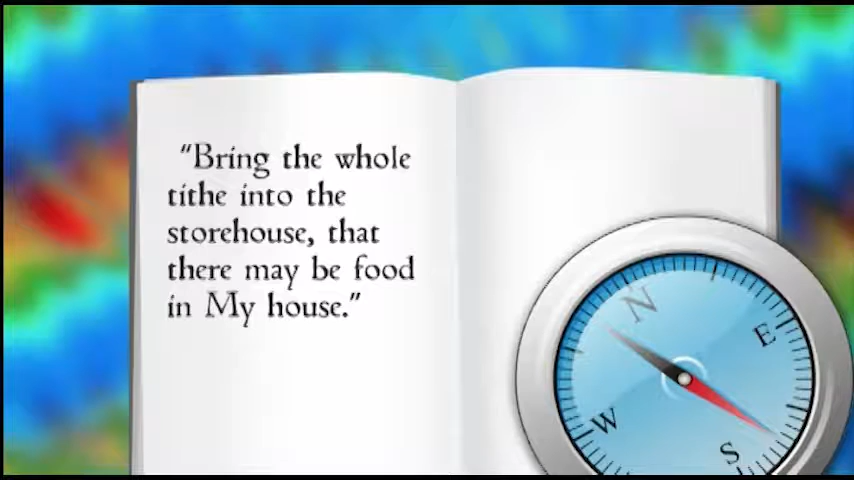 “Bring the whole
tithe into the
storehouse, that
there may be food
in My house.”
N
E
W
S